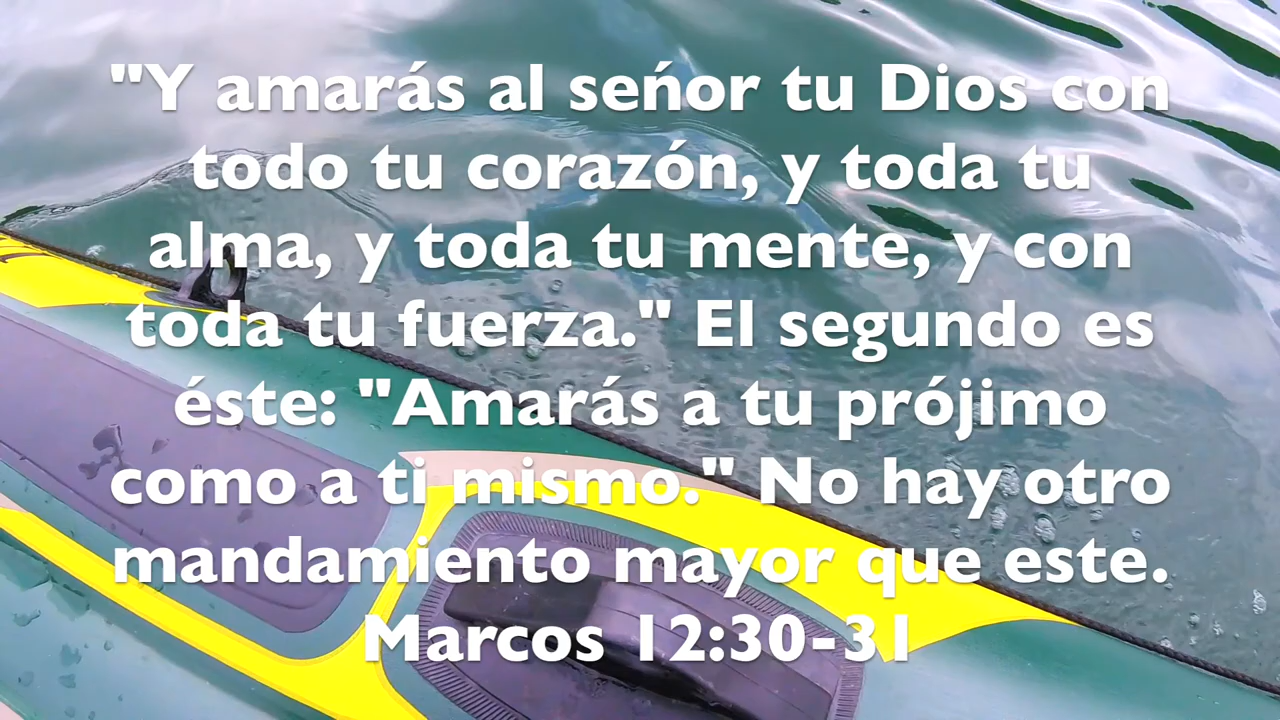 "Y amarás al seńor tu Dios con
todo tu corazón, y toda tu
alma, y toda tu mente, y con
toda tu fuerza." El segundo es
éste: "Amarás a tu prójimo
como a ti mismo." No hay otro
mandamiento mayor que este.
Marcos 12:30-31